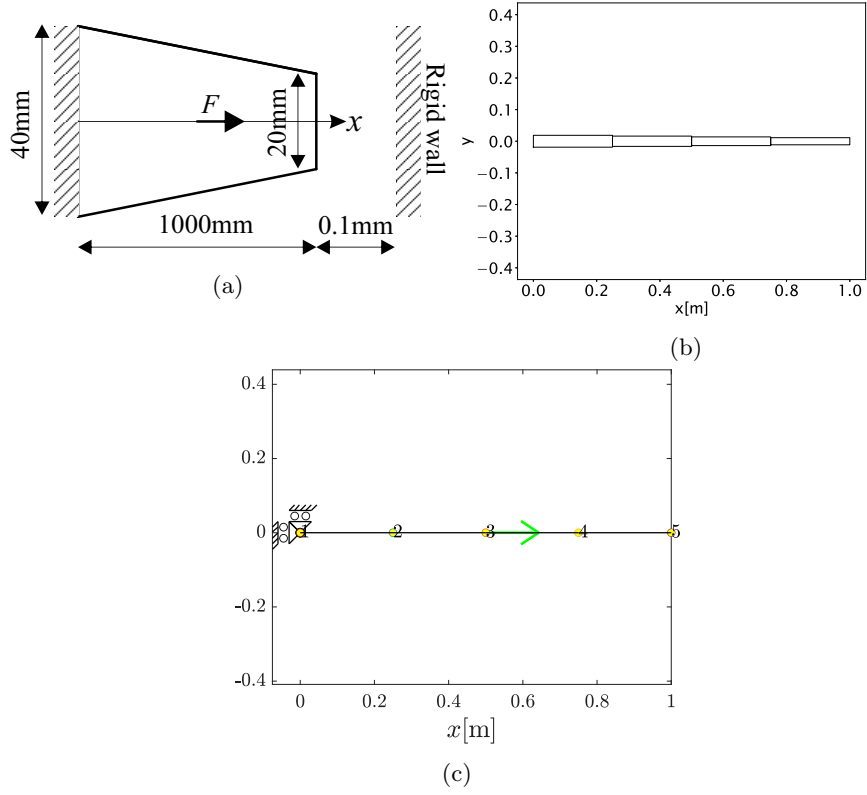 40mm
F
20mm
x
Rigid wall
1000mm
0.1mm
(a)
0.4
0.3
0.2
0.1
0.0
−0.1
−0.2
−0.3
−0.4
y
0.0 0.2 0.4 0.6 0.8 1.0
x[m]
(b)
0.4
0.2
0
-0.2
-0.4
1 2 3 4 5
0 0.2 0.4 0.6 0.8 1
x[m]
(c)